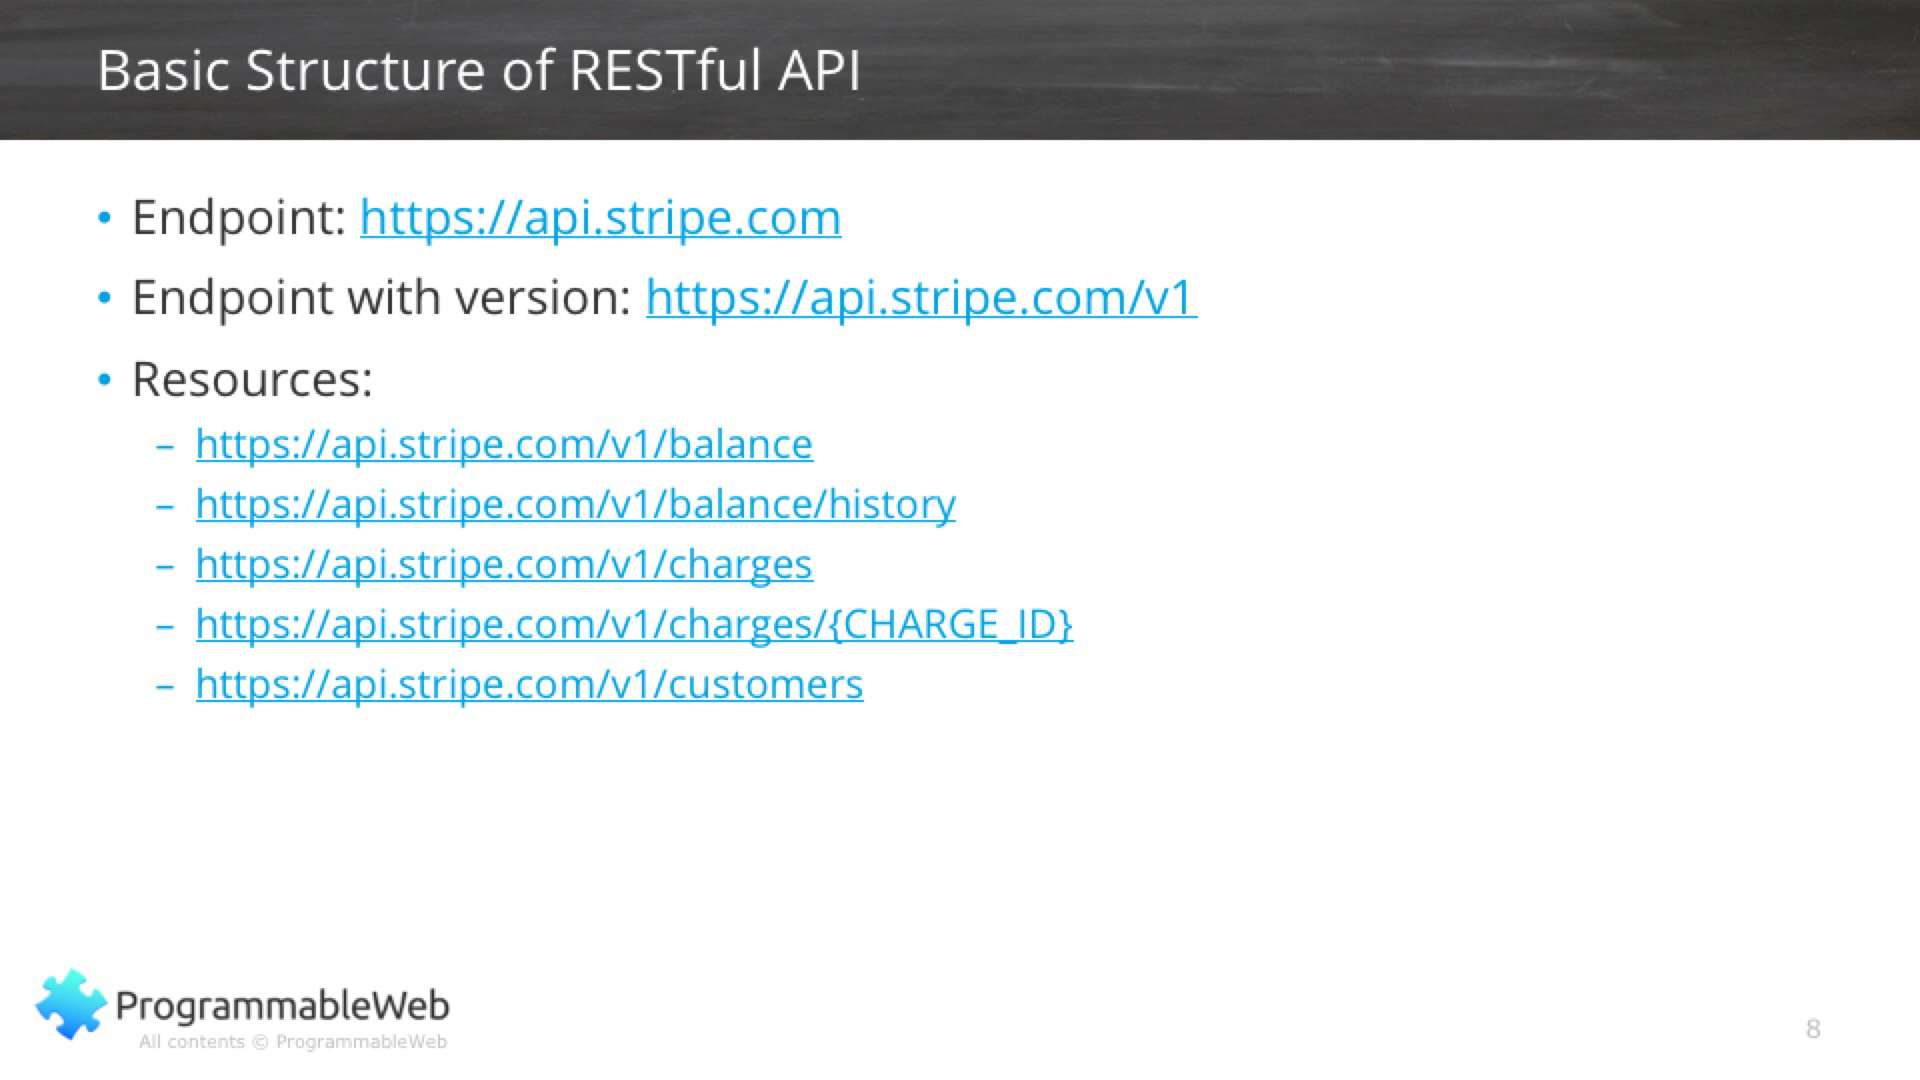 Basic Structure of RESTful API
• Endpoint: https://api.stripe.com
• Endpoint with version: https://api.stripe.com/v1
• Resources:
– https://api.stripe.com/v1/balance
– https://api.stripe.com/v1/balance/history
– https://api.stripe.com/v1/charges
– https://api.stripe.com/v1/charges/{CHARGE_ID}
– https://api.stripe.com/v1/customers
ProgrammableWeb
All contents © ProgrammableWeb
8